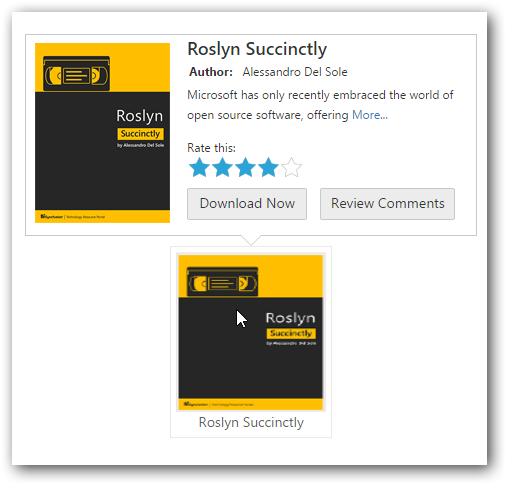 Roslyn Succinctly
Author: Alessandro Del Sole
Microsoft has only recently embraced the world of
open source software, offering More...
Rate this:
Download Now
Review Comments
Roslyn
Succinctly
by Alessandro Del Sole
Syncfusion | Technology Resource Portal
Roslyn
Succinctly
by Alessandro Del Sole
Syncfusion | Technology Resource Portal
Roslyn Succinctly